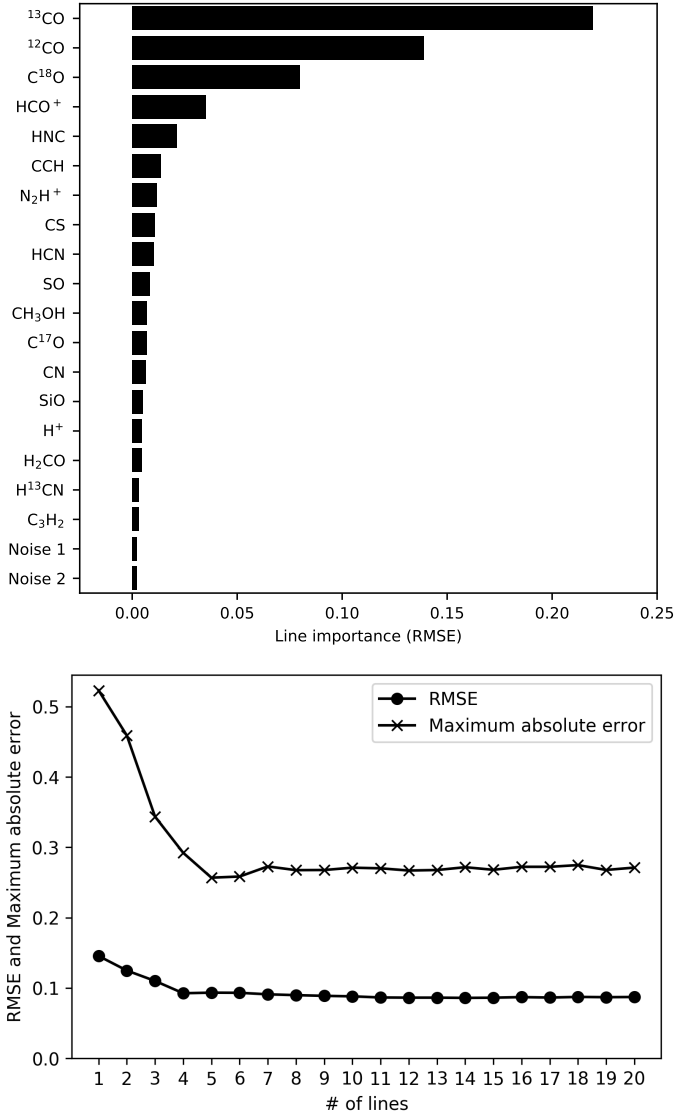 ¹³CO
¹²CO
C¹⁸O
HCO⁺
HNC
CCH
N₂H⁺
CS
HCN
SO
CH₃OH
C¹⁷O
CN
SiO
H⁺
H₂CO
H¹³CN
C₃H₂
Noise 1
Noise 2
0.00 0.05 0.10 0.15 0.20 0.25
Line importance (RMSE)
RMSE
Maximum absolute error
RMSE and Maximum absolute error
0.5
0.4
0.3
0.2
0.1
0.0
1 2 3 4 5 6 7 8 9 10 11 12 13 14 15 16 17 18 19 20
# of lines